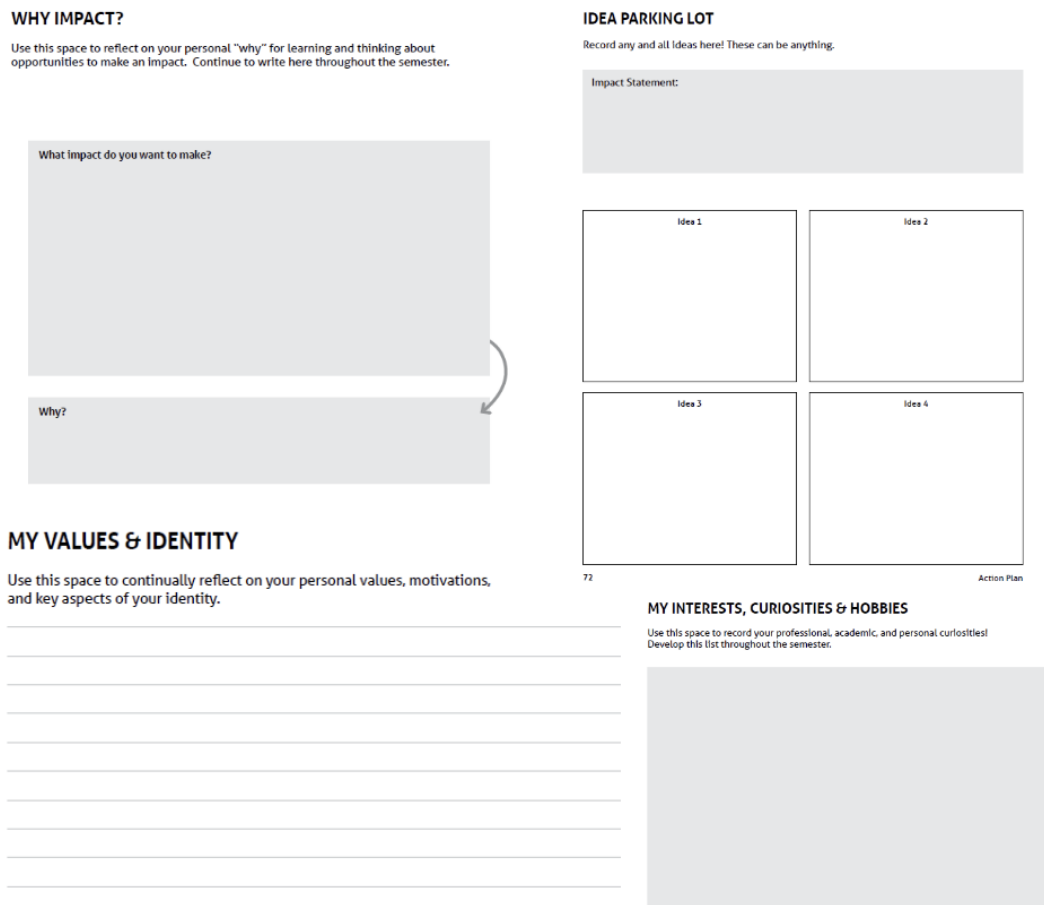 WHY IMPACT?
Use this space to reflect on your personal "why" for learning and thinking about
opportunities to make an impact. Continue to write here throughout the semester.
What impact do you want to make?
Why?
IDEA PARKING LOT
Record any and all Ideas here! These can be anything.
Impact Statement:
Idea 1
Idea 2
Idea 3
Idea 4
72
Action Plan
MY VALUES & IDENTITY
Use this space to continually reflect on your personal values, motivations,
and key aspects of your identity.
MY INTERESTS, CURIOSITIES & HOBBIES
Use this space to record your professional, academic, and personal curiosities!
Develop this list throughout the semester.